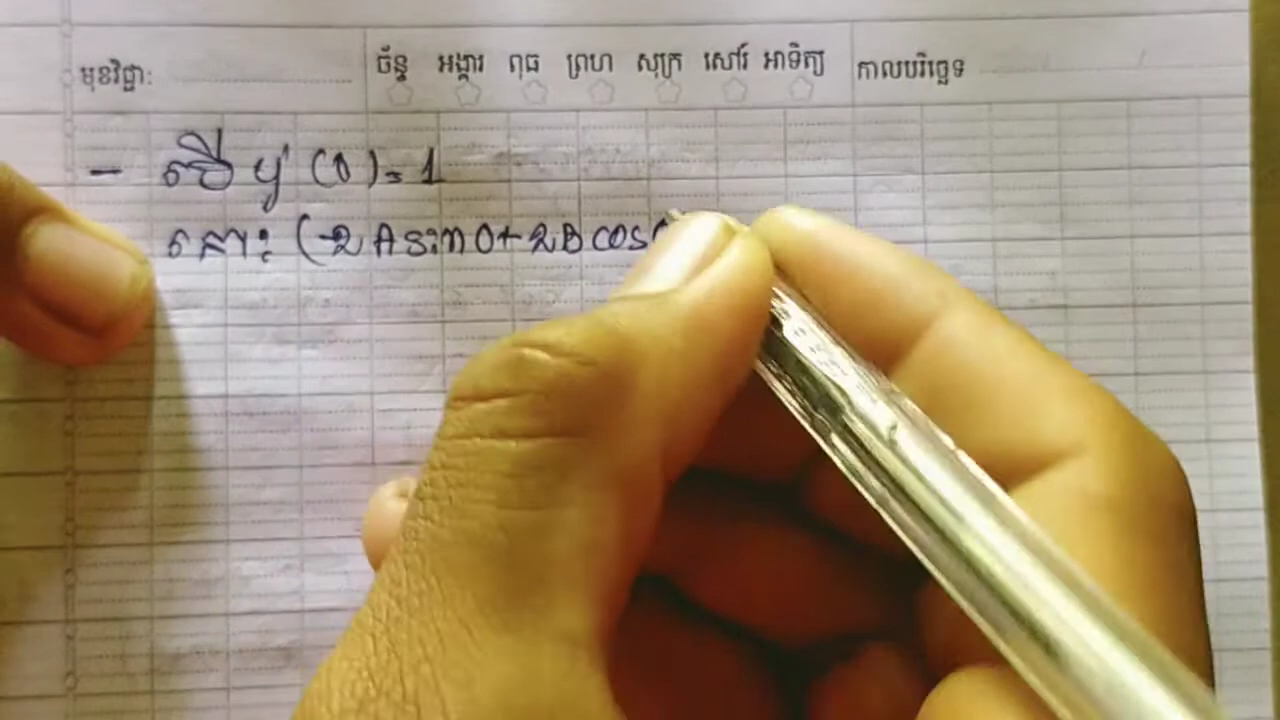 មុខវិជ្ជា: ច័ន្ទ អង្គារ ពុធ ព្រហ សុក្រ សៅរ៍ អាទិត្យ កាលបរិច្ឆេទ
- បើ y' (0) = 1
នោះ (-2A sin 0 + 2B cos